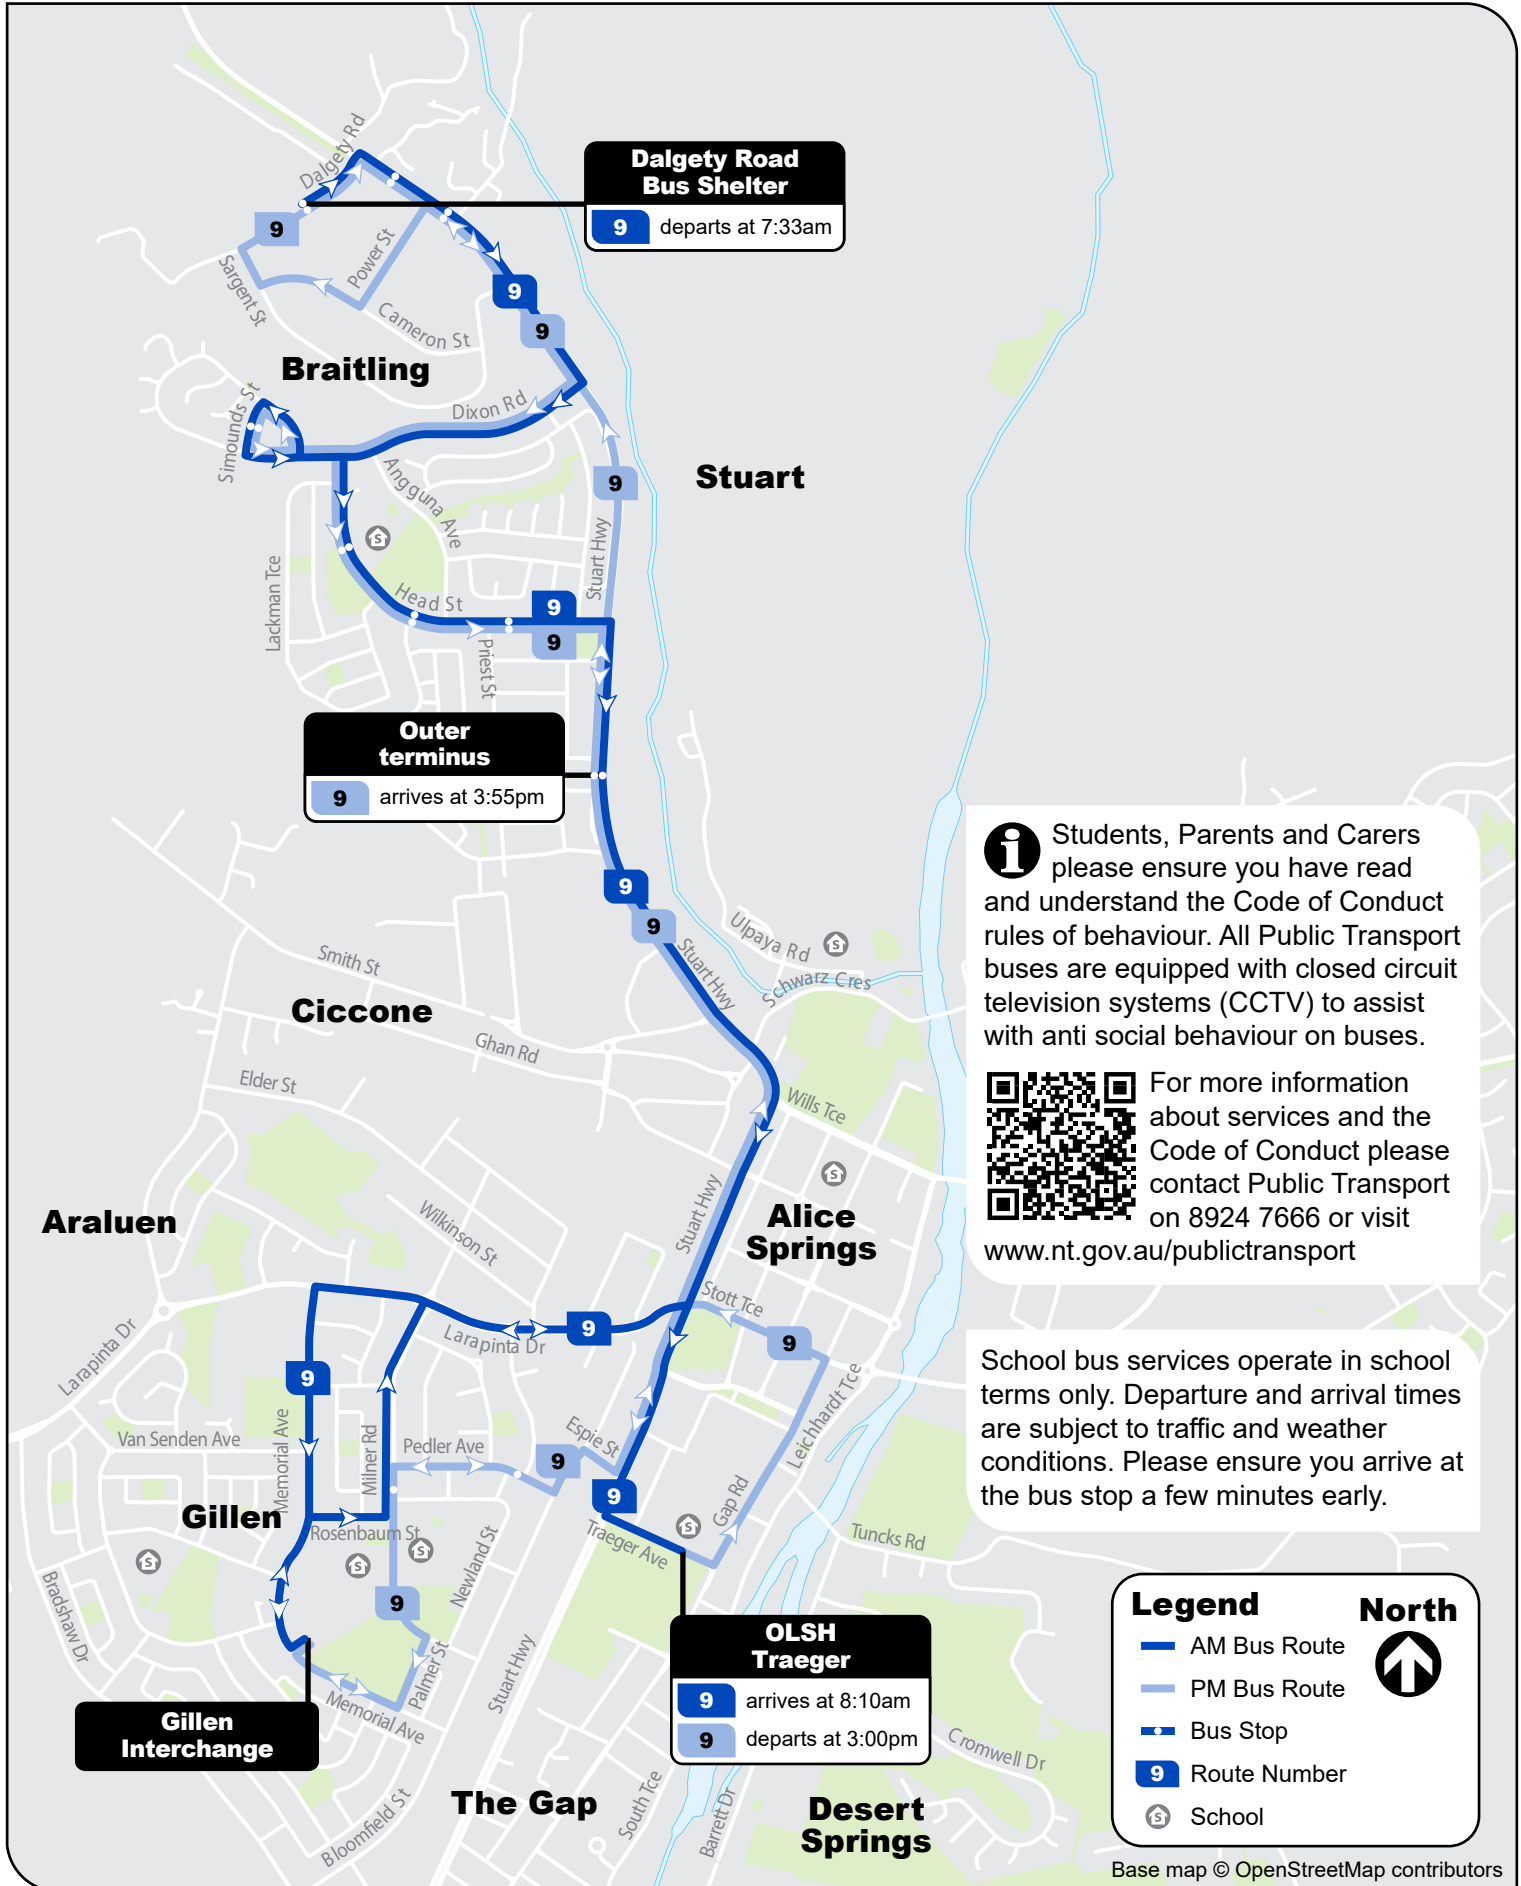 Dalgety Rd
Dalgety Road
Bus Shelter
9 departs at 7:33am
9
Power St
Sargent St
9
Cameron St
9
Braitling
Dixon Rd
Simounds St
Angguna Ave
Stuart
9
S
Stuart Hwy
Lackman Tce
Head St
9
9
Priest St
Outer
terminus
9 arrives at 3:55pm
i
Students, Parents and Carers
please ensure you have read
and understand the Code of Conduct
rules of behaviour. All Public Transport
buses are equipped with closed circuit
television systems (CCTV) to assist
with anti social behaviour on buses.
For more information
about services and the
Code of Conduct please
contact Public Transport
on 8924 7666 or visit
www.nt.gov.au/publictransport
9
9
Stuart Hwy
Ulpaya Rd
S
Schwarz Cres
Smith St
Ciccone
Ghan Rd
Elder St
Wills Tce
S
Araluen
Wilkinson St
Stuart Hwy
Alice
Springs
Stott Tce
9
Larapinta Dr
9
Larapinta Dr
9
Leichhardt Tce
School bus services operate in school
terms only. Departure and arrival times
are subject to traffic and weather
conditions. Please ensure you arrive at
the bus stop a few minutes early.
Van Senden Ave
Memorial Ave
Milner Rd
Pedler Ave
Espie St
9
9
Gap Rd
Gillen
Rosenbaum St
S
S
S
S
Newland St
Traeger Ave
Tuncks Rd
Bradshaw Dr
9
Palmer St
Memorial Ave
Stuart Hwy
Gillen
Interchange
OLSH
Traeger
9 arrives at 8:10am
9 departs at 3:00pm
Bloomfield St
The Gap
South Tce
Barrett Dr
Cromwell Dr
Desert
Springs
Legend
North
AM Bus Route
PM Bus Route
Bus Stop
9 Route Number
S School
Base map © OpenStreetMap contributors